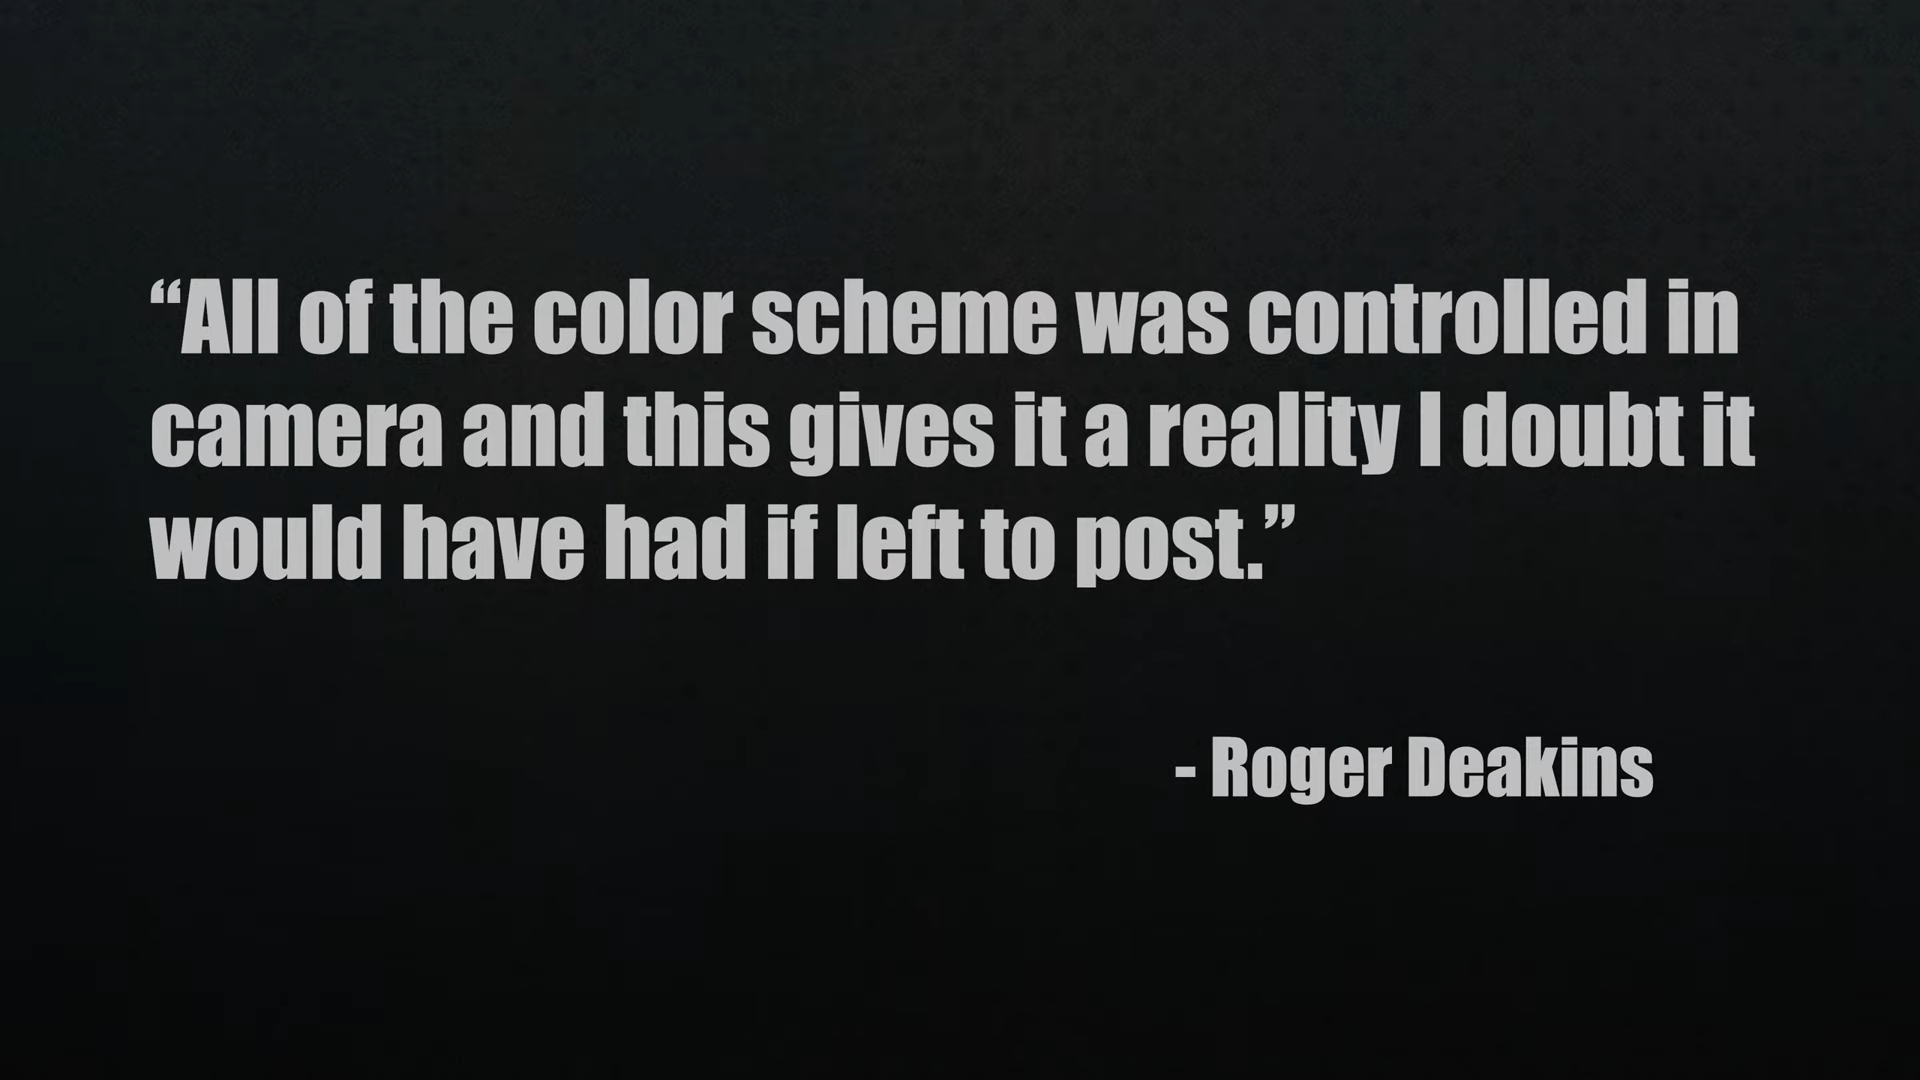 “All of the color scheme was controlled in
camera and this gives it a reality I doubt it
would have had if left to post.”
- Roger Deakins